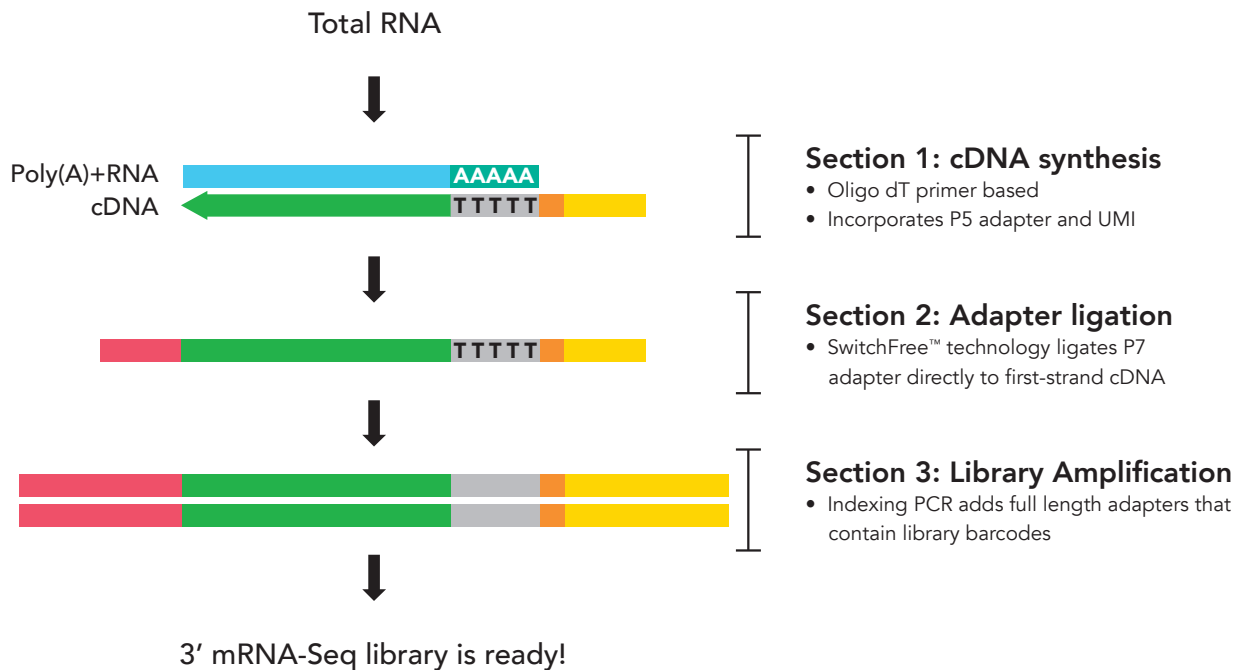 Total RNA
Poly(A)+RNA
AAAAA
cDNA
TTTTT
Section 1: cDNA synthesis
• Oligo dT primer based
• Incorporates P5 adapter and UMI
TTTTT
Section 2: Adapter ligation
• SwitchFree™ technology ligates P7
adapter directly to first-strand cDNA
Section 3: Library Amplification
• Indexing PCR adds full length adapters that
contain library barcodes
3′ mRNA-Seq library is ready!